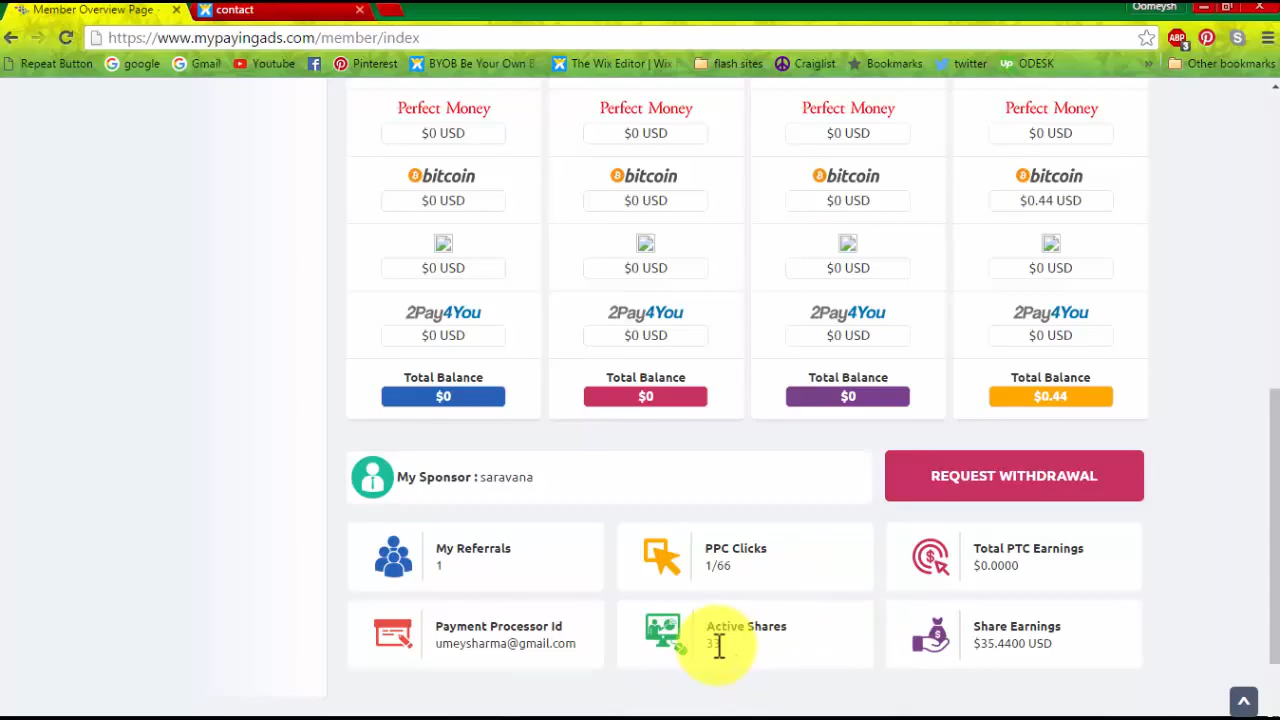 Member Overview Page
contact
Oomeysh
https://www.mypayingads.com/member/index
ABP 3
Repeat Button google Gmail Youtube Pinterest BYOB Be Your Own B The Wix Editor | Wix flash sites Craiglist Bookmarks twitter Up ODESK » Other bookmarks
Perfect Money Perfect Money Perfect Money Perfect Money
$0 USD $0 USD $0 USD $0 USD
bitcoin bitcoin bitcoin bitcoin
$0 USD $0 USD $0 USD $0.44 USD
$0 USD $0 USD $0 USD $0 USD
2Pay4You 2Pay4You 2Pay4You 2Pay4You
$0 USD $0 USD $0 USD $0 USD
Total Balance Total Balance Total Balance Total Balance
$0 $0 $0 $0.44
My Sponsor : saravana REQUEST WITHDRAWAL
My Referrals PPC Clicks Total PTC Earnings
1 1/66 $0.0000
Payment Processor Id Active Shares Share Earnings
umeysharma@gmail.com $35.4400 USD